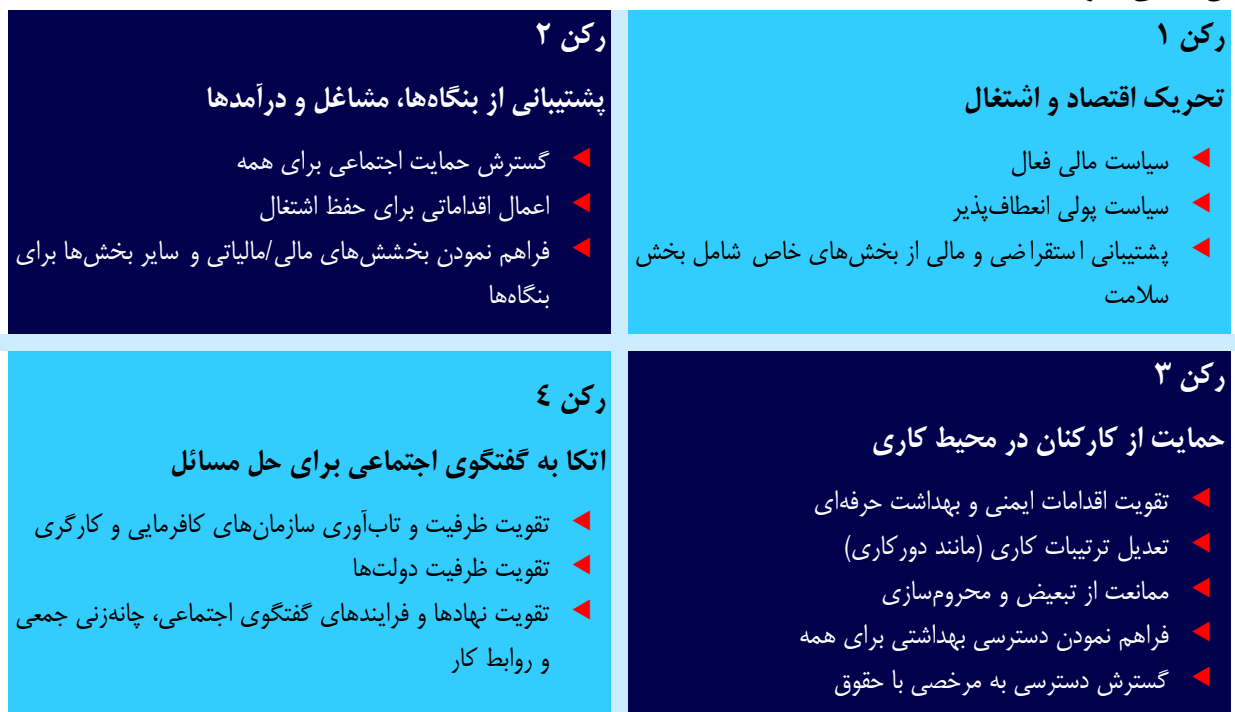 رکن ۱
تحریک اقتصاد و اشتغال
◀ سیاست مالی فعال
◀ سیاست پولی انعطاف‌پذیر
◀ پشتیبانی استقراضی و مالی از بخش‌های خاص شامل بخش
سلامت
رکن ۲
پشتیبانی از بنگاه‌ها، مشاغل و درآمدها
◀ گسترش حمایت اجتماعی برای همه
◀ اعمال اقداماتی برای حفظ اشتغال
◀ فراهم نمودن بخشش‌های مالی/مالیاتی و سایر بخش‌ها برای
بنگاه‌ها
رکن ۳
حمایت از کارکنان در محیط کاری
◀ تقویت اقدامات ایمنی و بهداشت حرفه‌ای
◀ تعدیل ترتیبات کاری (مانند دورکاری)
◀ ممانعت از تبعیض و محروم‌سازی
◀ فراهم نمودن دسترسی بهداشتی برای همه
◀ گسترش دسترسی به مرخصی با حقوق
رکن ٤
اتکا به گفتگوی اجتماعی برای حل مسائل
◀ تقویت ظرفیت و تاب‌آوری سازمان‌های کافرمایی و کارگری
◀ تقویت ظرفیت دولت‌ها
◀ تقویت نهادها و فرایندهای گفتگوی اجتماعی، چانه‌زنی جمعی
و روابط کار